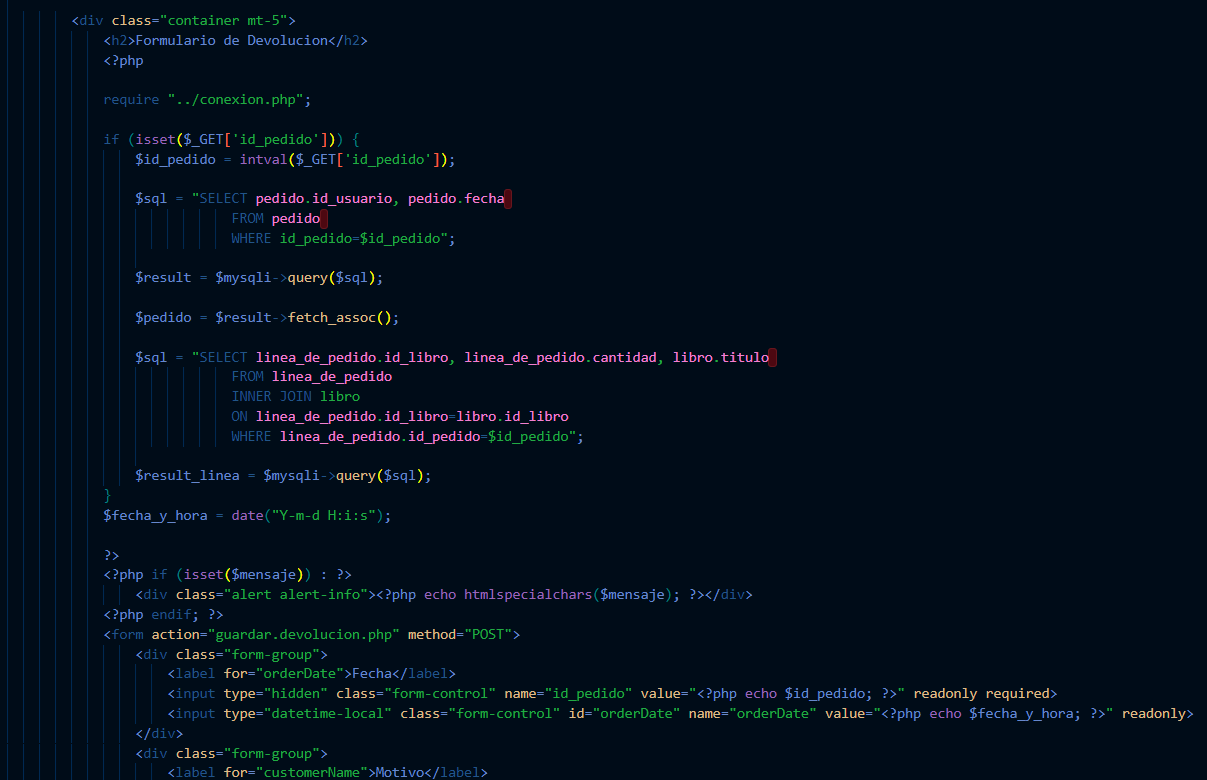 <div class="container mt-5">
<h2>Formulario de Devolucion</h2>
<?php
require "../conexion.php";
if (isset($_GET['id_pedido'])) {
$id_pedido = intval($_GET['id_pedido']);
$sql = "SELECT pedido.id_usuario, pedido.fecha
FROM pedido
WHERE id_pedido=$id_pedido";
$result = $mysqli->query($sql);
$pedido = $result->fetch_assoc();
$sql = "SELECT linea_de_pedido.id_libro, linea_de_pedido.cantidad, libro.titulo
FROM linea_de_pedido
INNER JOIN libro
ON linea_de_pedido.id_libro=libro.id_libro
WHERE linea_de_pedido.id_pedido=$id_pedido";
$result_linea = $mysqli->query($sql);
}
$fecha_y_hora = date("Y-m-d H:i:s");
?>
<?php if (isset($mensaje)) : ?>
<div class="alert alert-info"><?php echo htmlspecialchars($mensaje); ?></div>
<?php endif; ?>
<form action="guardar.devolucion.php" method="POST">
<div class="form-group">
<label for="orderDate">Fecha</label>
<input type="hidden" class="form-control" name="id_pedido" value="<?php echo $id_pedido; ?>" readonly required>
<input type="datetime-local" class="form-control" id="orderDate" name="orderDate" value="<?php echo $fecha_y_hora; ?>" readonly>
</div>
<div class="form-group">
<label for="customerName">Motivo</label>